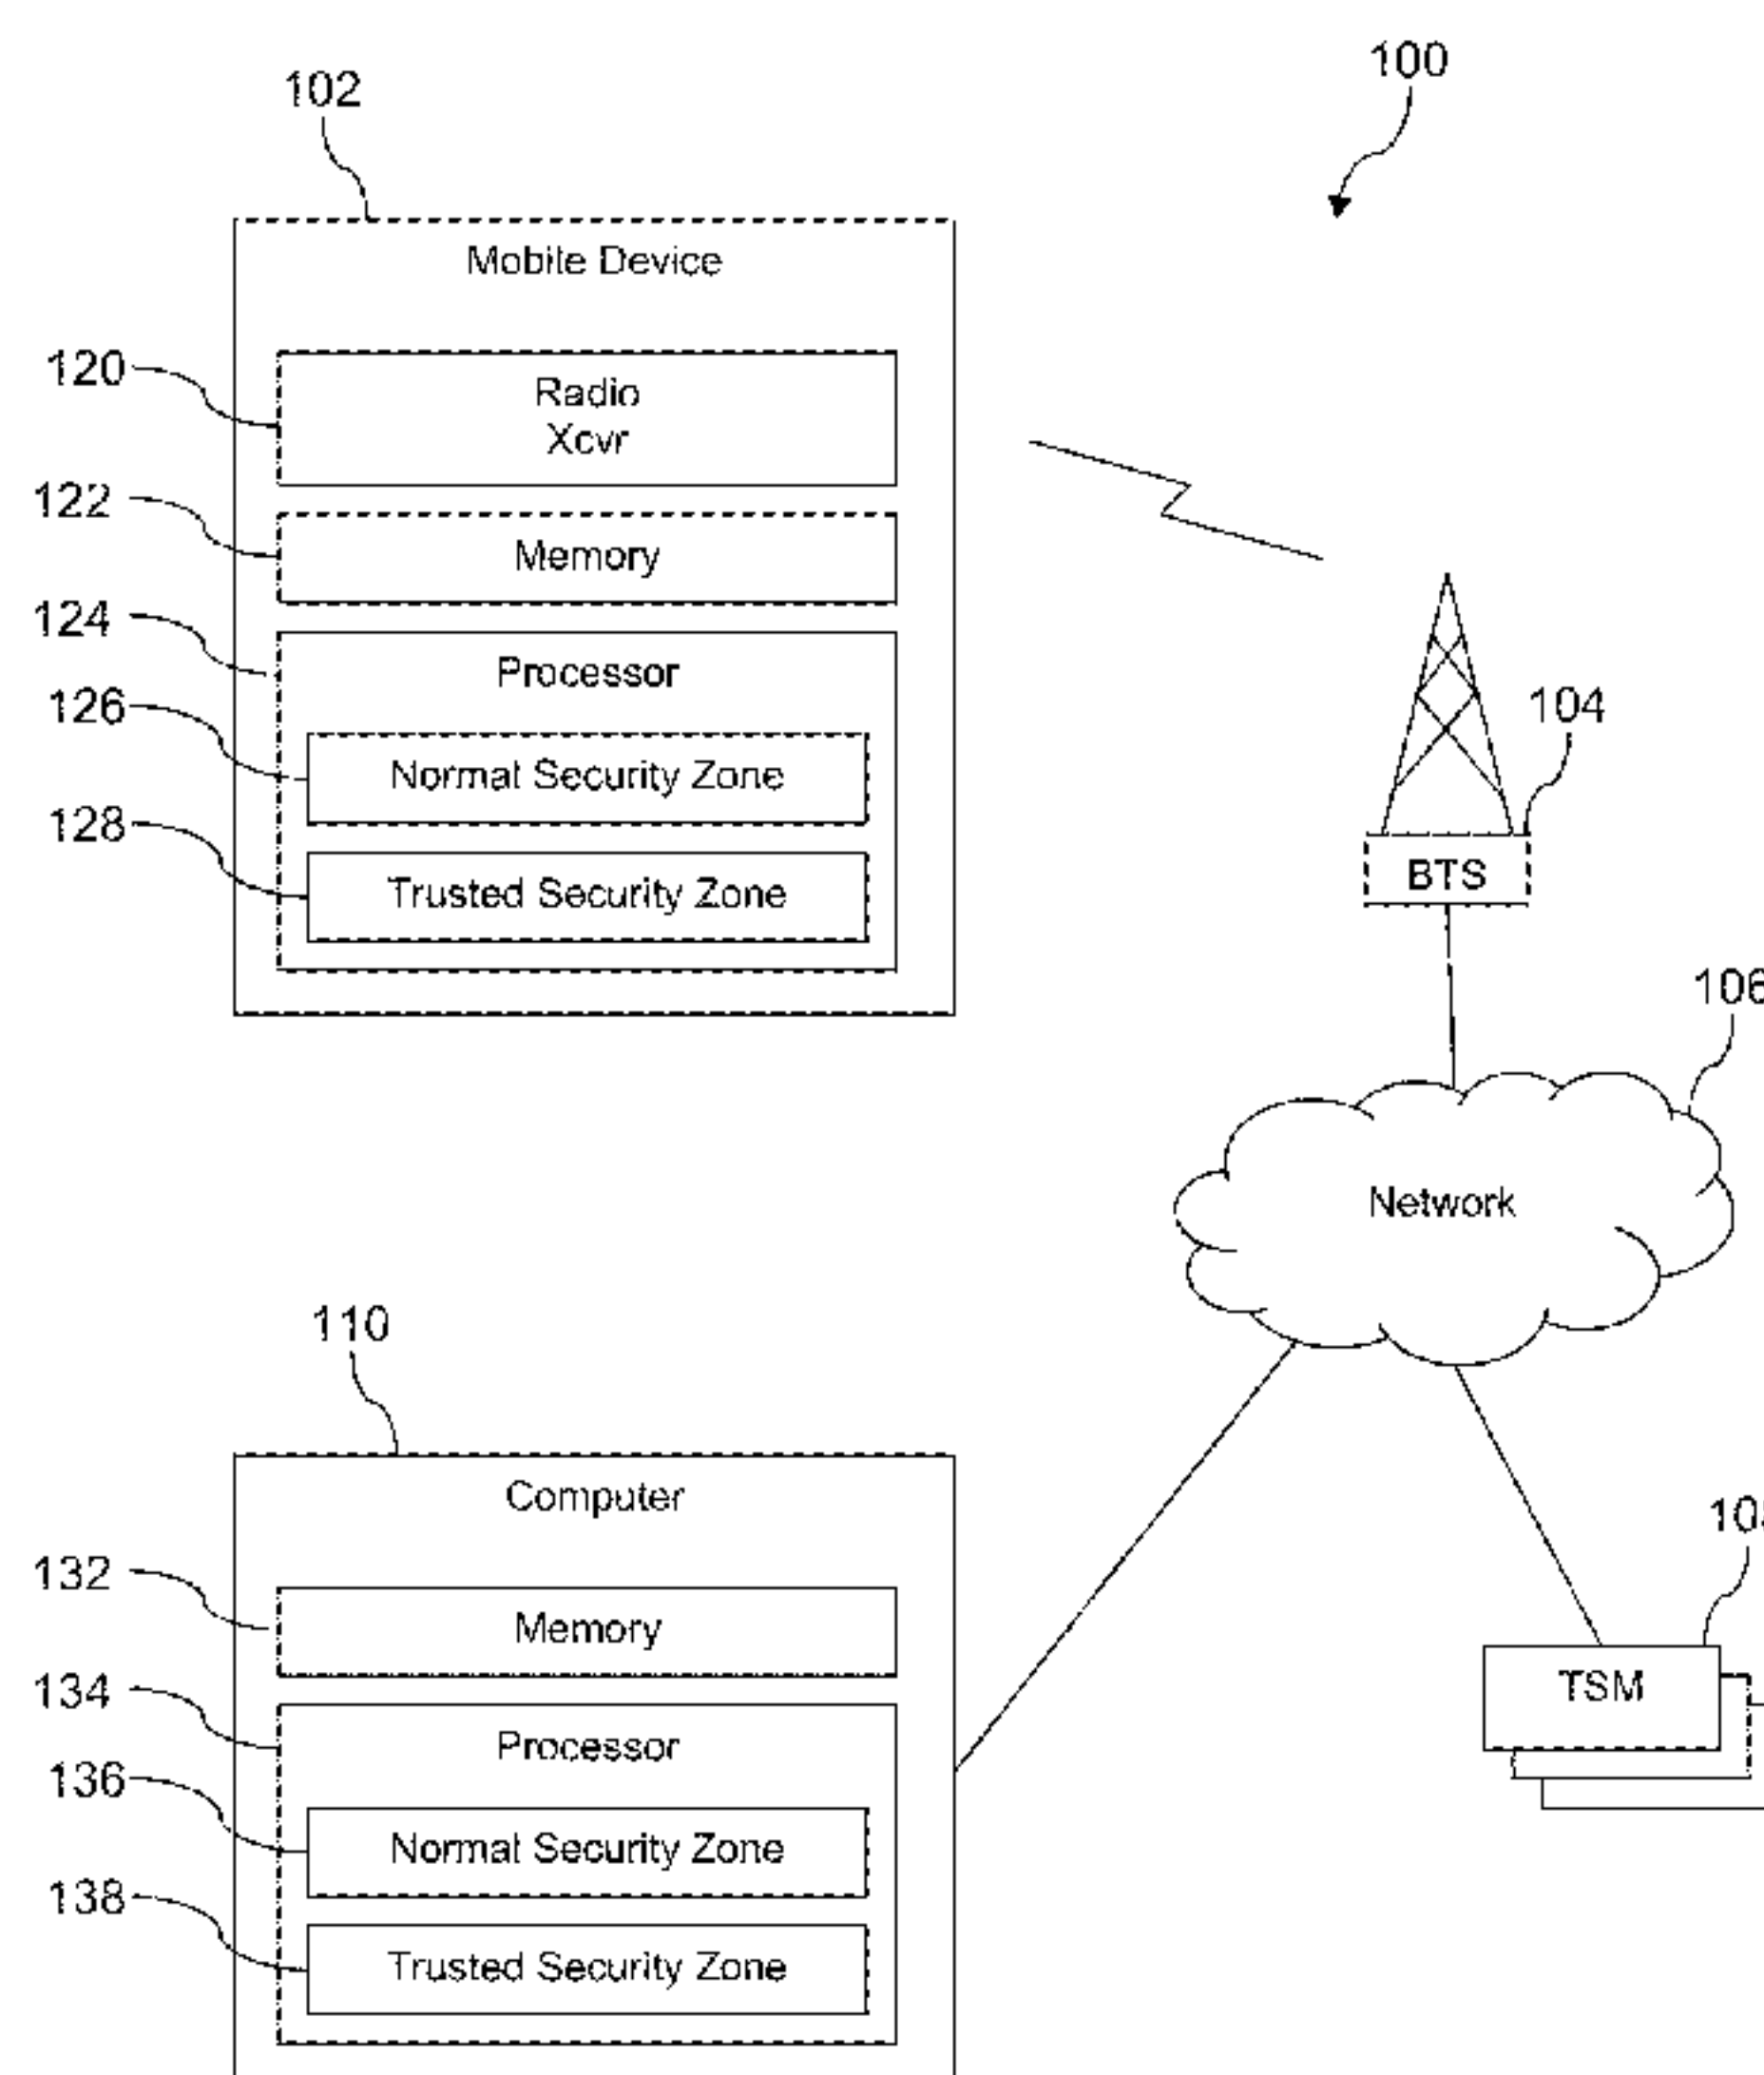 100
102
Mobile Device
120
Radio
Xcvr
122
Memory
124
Processor
126
Normal Security Zone
128
Trusted Security Zone
104
BTS
106
Network
110
Computer
132
Memory
134
Processor
136
Normal Security Zone
138
Trusted Security Zone
TSM